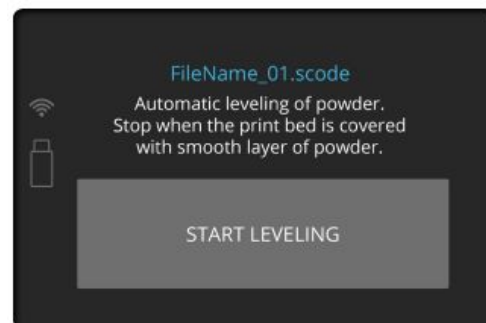 FileName_01.scode
Automatic leveling of powder.
Stop when the print bed is covered
with smooth layer of powder.
START LEVELING